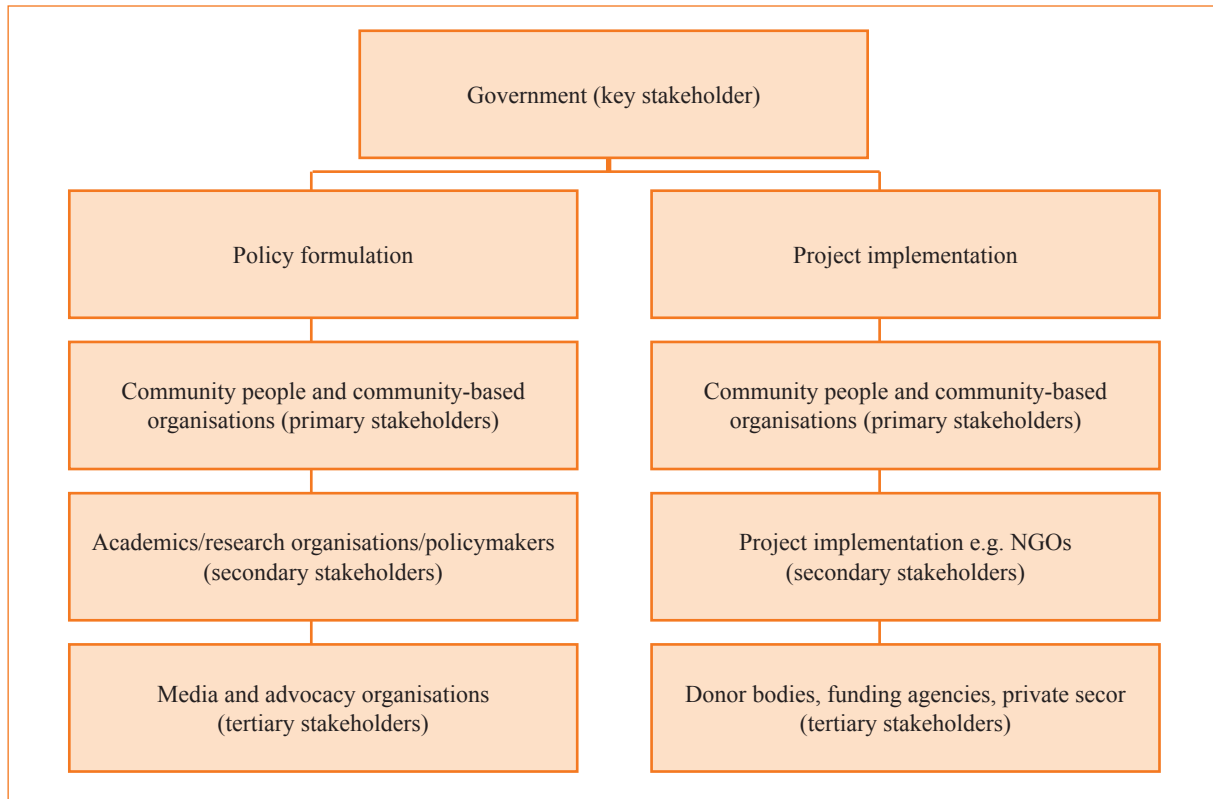 Government (key stakeholder)
Policy formulation
Project implementation
Community people and community-based
organisations (primary stakeholders)
Community people and community-based
organisations (primary stakeholders)
Academics/research organisations/policymakers
(secondary stakeholders)
Project implementation e.g. NGOs
(secondary stakeholders)
Media and advocacy organisations
(tertiary stakeholders)
Donor bodies, funding agencies, private secor
(tertiary stakeholders)